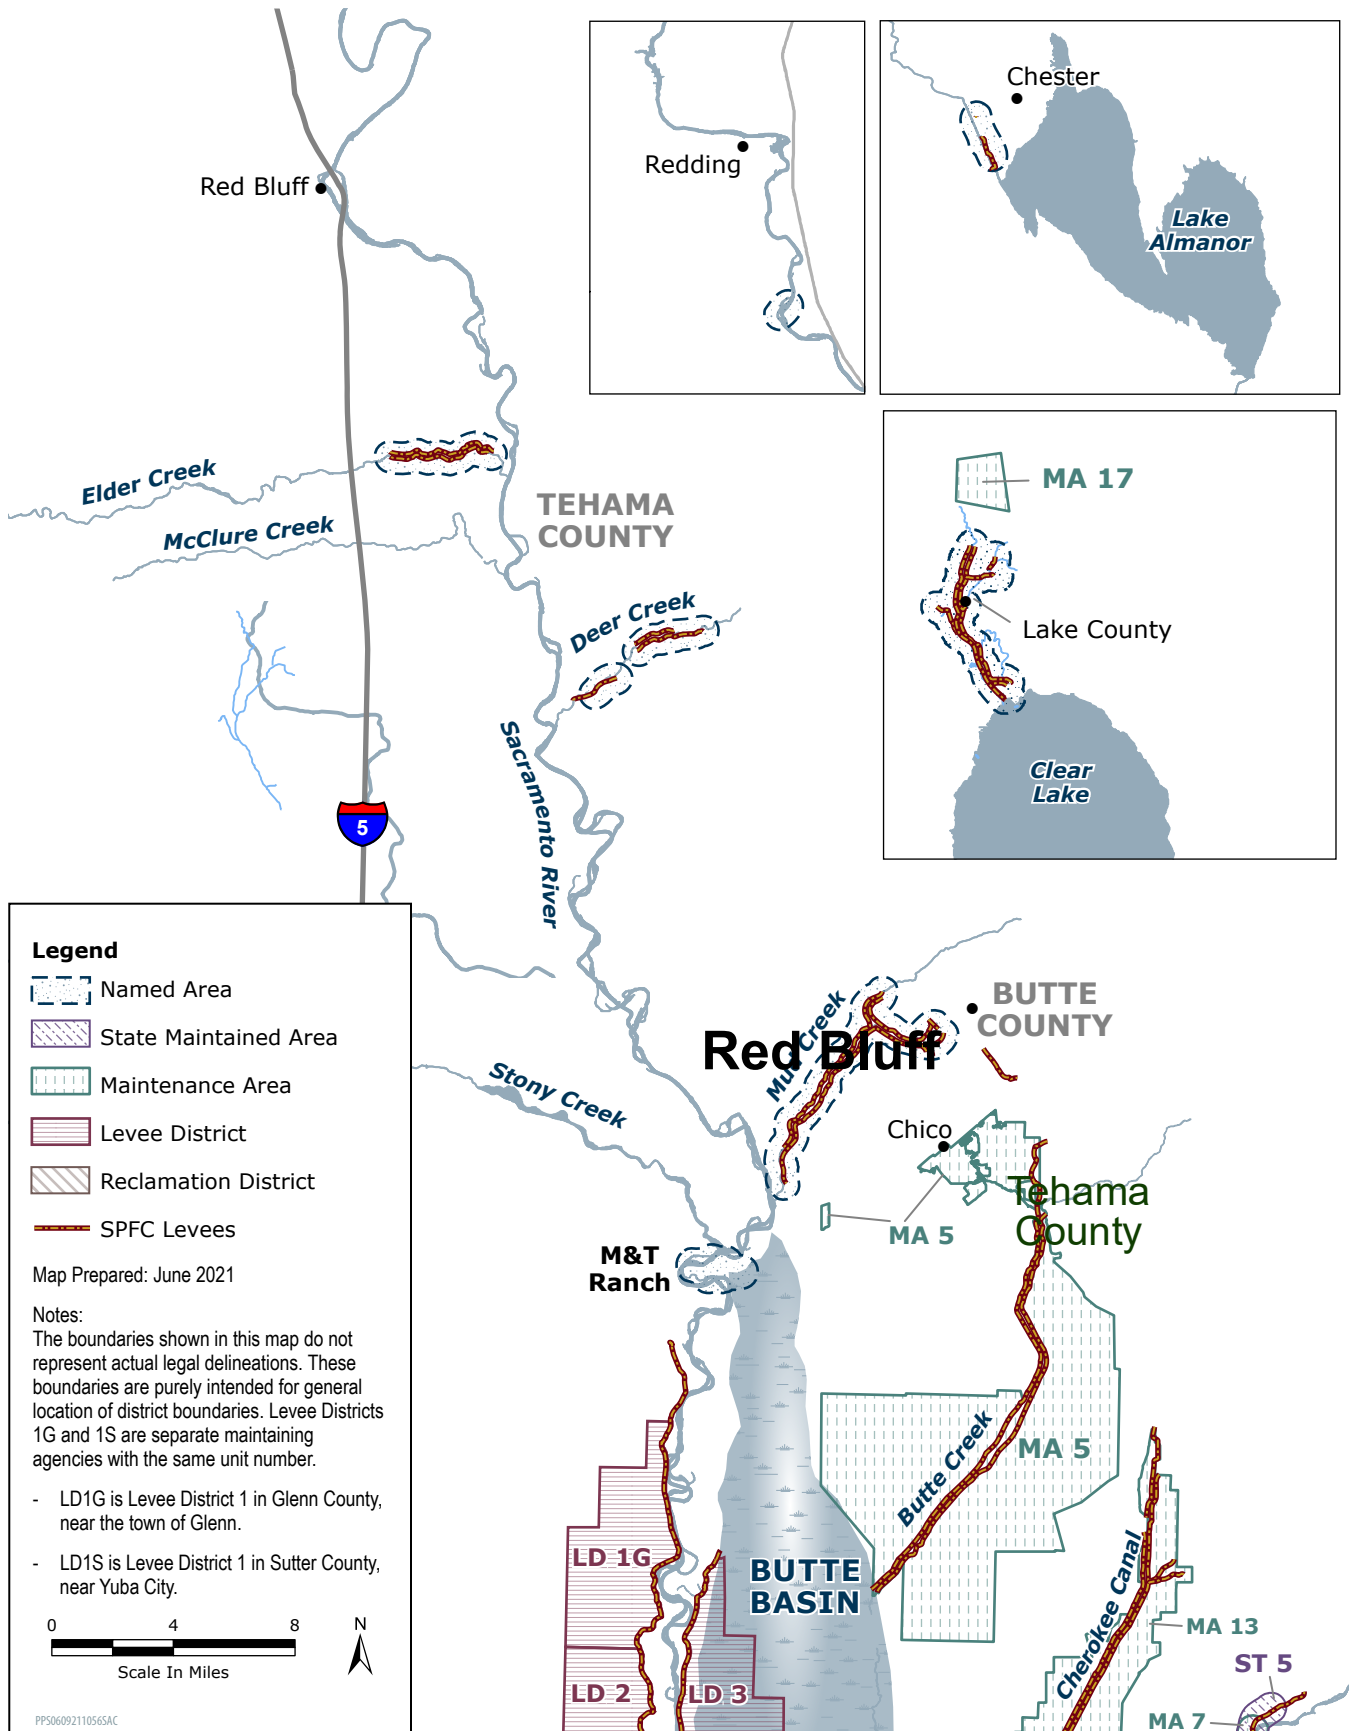 Red Bluff
Redding
Chester
Lake
Almanor
Elder Creek
McClure Creek
TEHAMA
COUNTY
Deer Creek
Sacramento River
5
MA 17
Lake County
Clear
Lake
Legend
Named Area
State Maintained Area
Maintenance Area
Levee District
Reclamation District
SPFC Levees
Map Prepared: June 2021
Notes:
The boundaries shown in this map do not
represent actual legal delineations. These
boundaries are purely intended for general
location of district boundaries. Levee Districts
1G and 1S are separate maintaining
agencies with the same unit number.
- LD1G is Levee District 1 in Glenn County,
near the town of Glenn.
- LD1S is Levee District 1 in Sutter County,
near Yuba City.
0 4 8
Scale In Miles
N
PPS0609211056SAC
BUTTE
COUNTY
Red Bluff
Creek
Stony Creek
Chico
Tehama
County
MA 5
M&T
Ranch
Butte Creek
MA 5
LD 1G
BUTTE
BASIN
Cherokee Canal
MA 13
ST 5
LD 2
LD 3
MA 7